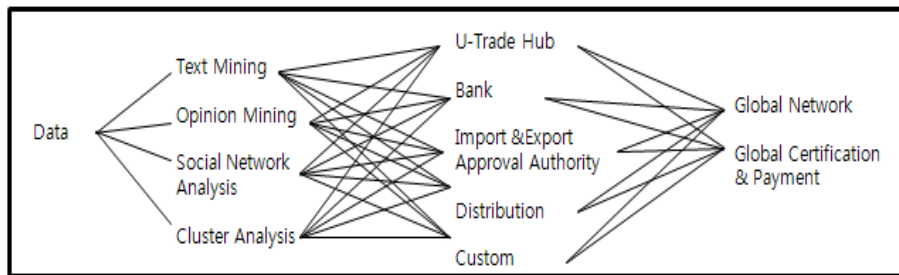 Data
Text Mining
Opinion Mining
Social Network
Analysis
Cluster Analysis
U-Trade Hub
Bank
Import &Export
Approval Authority
Distribution
Custom
Global Network
Global Certification
& Payment